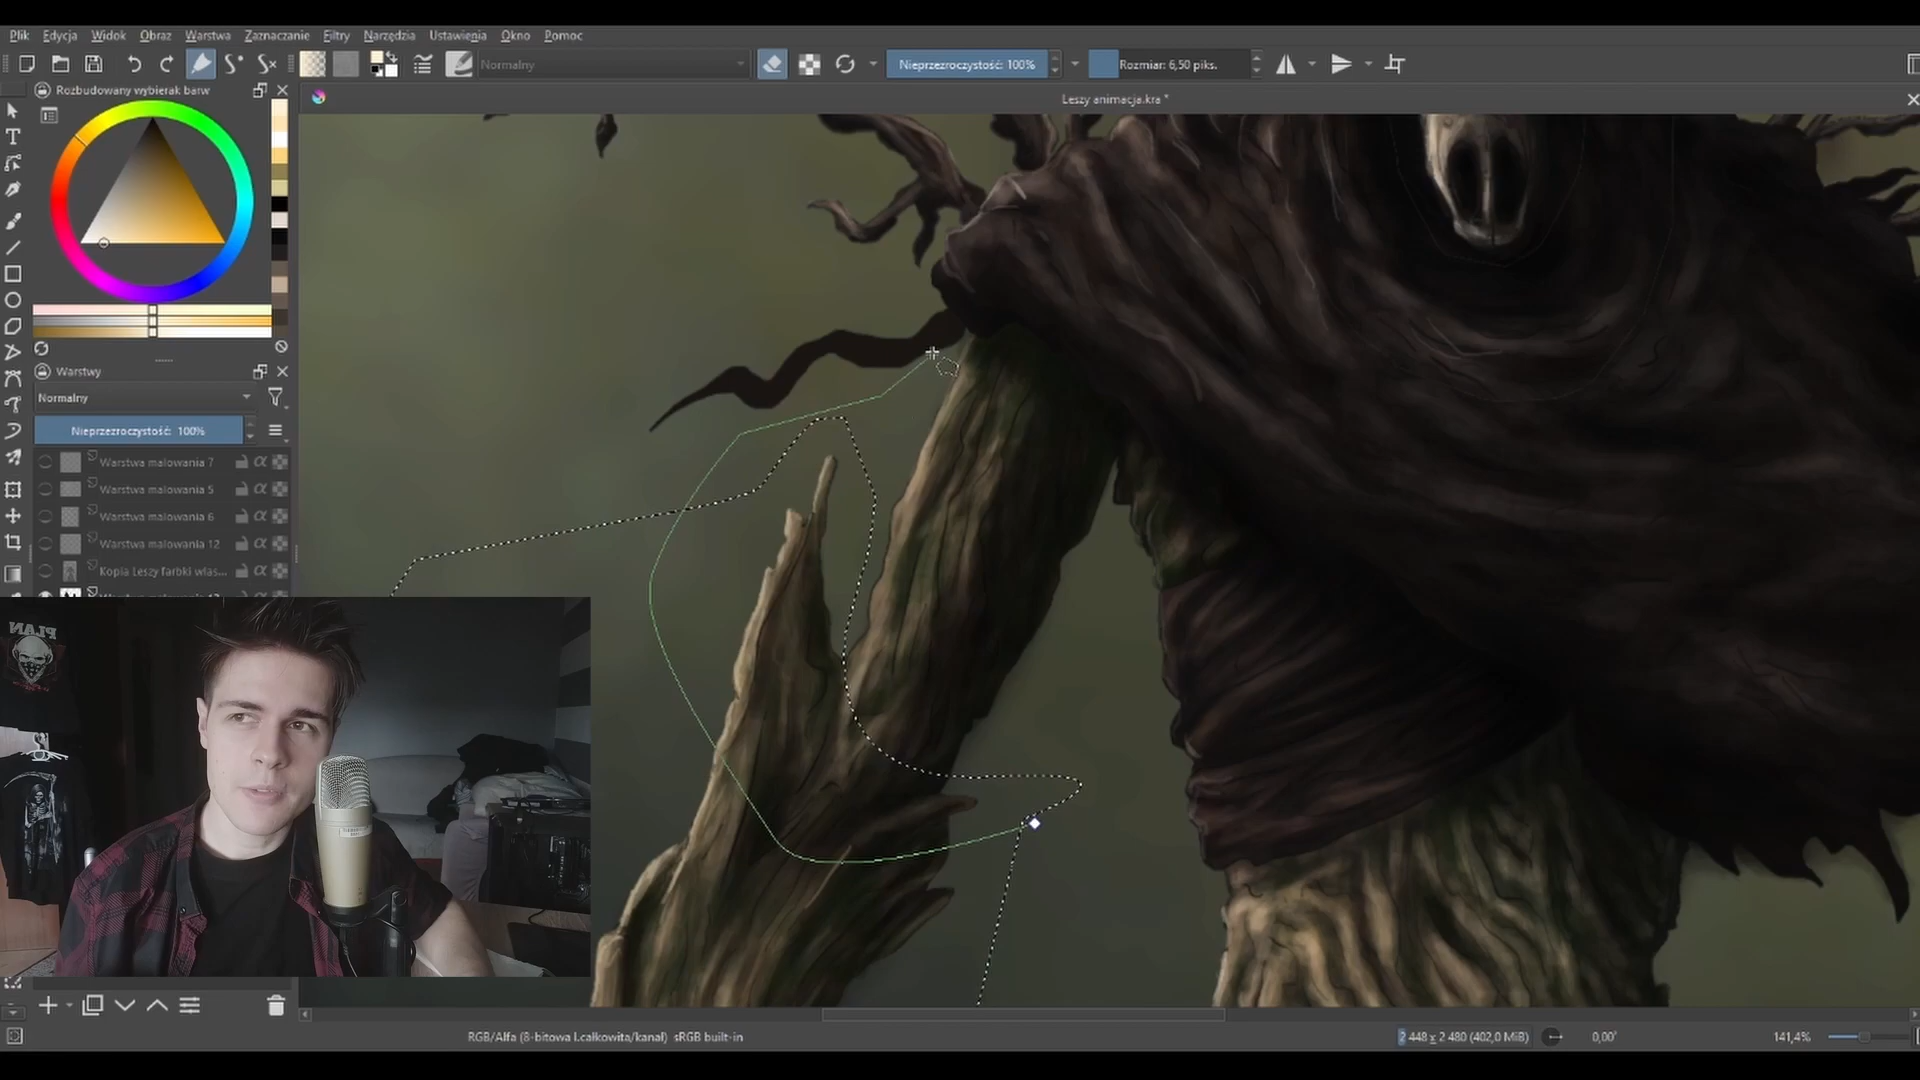 Plik Edycja Widok Obraz Warstwa Zaznaczanie Filtry Narzędzia Ustawienia Okno Pomoc
Normalny
Nieprzezroczystość: 100%
Rozmiar: 6,50 piks.
Rozbudowany wybierak barw
Leszy animacja.kra *
Warstwy
Normalny
Nieprzezroczystość: 100%
Warstwa malowania 7
Warstwa malowania 5
Warstwa malowania 6
Warstwa malowania 12
Kopia Leszy farbki wlas...
PLAN
RGB/Alfa (8-bitowa l.całkowita/kanał) sRGB built-in
2 448 x 2 480 (402,0 MiB)
0,00°
141,4%